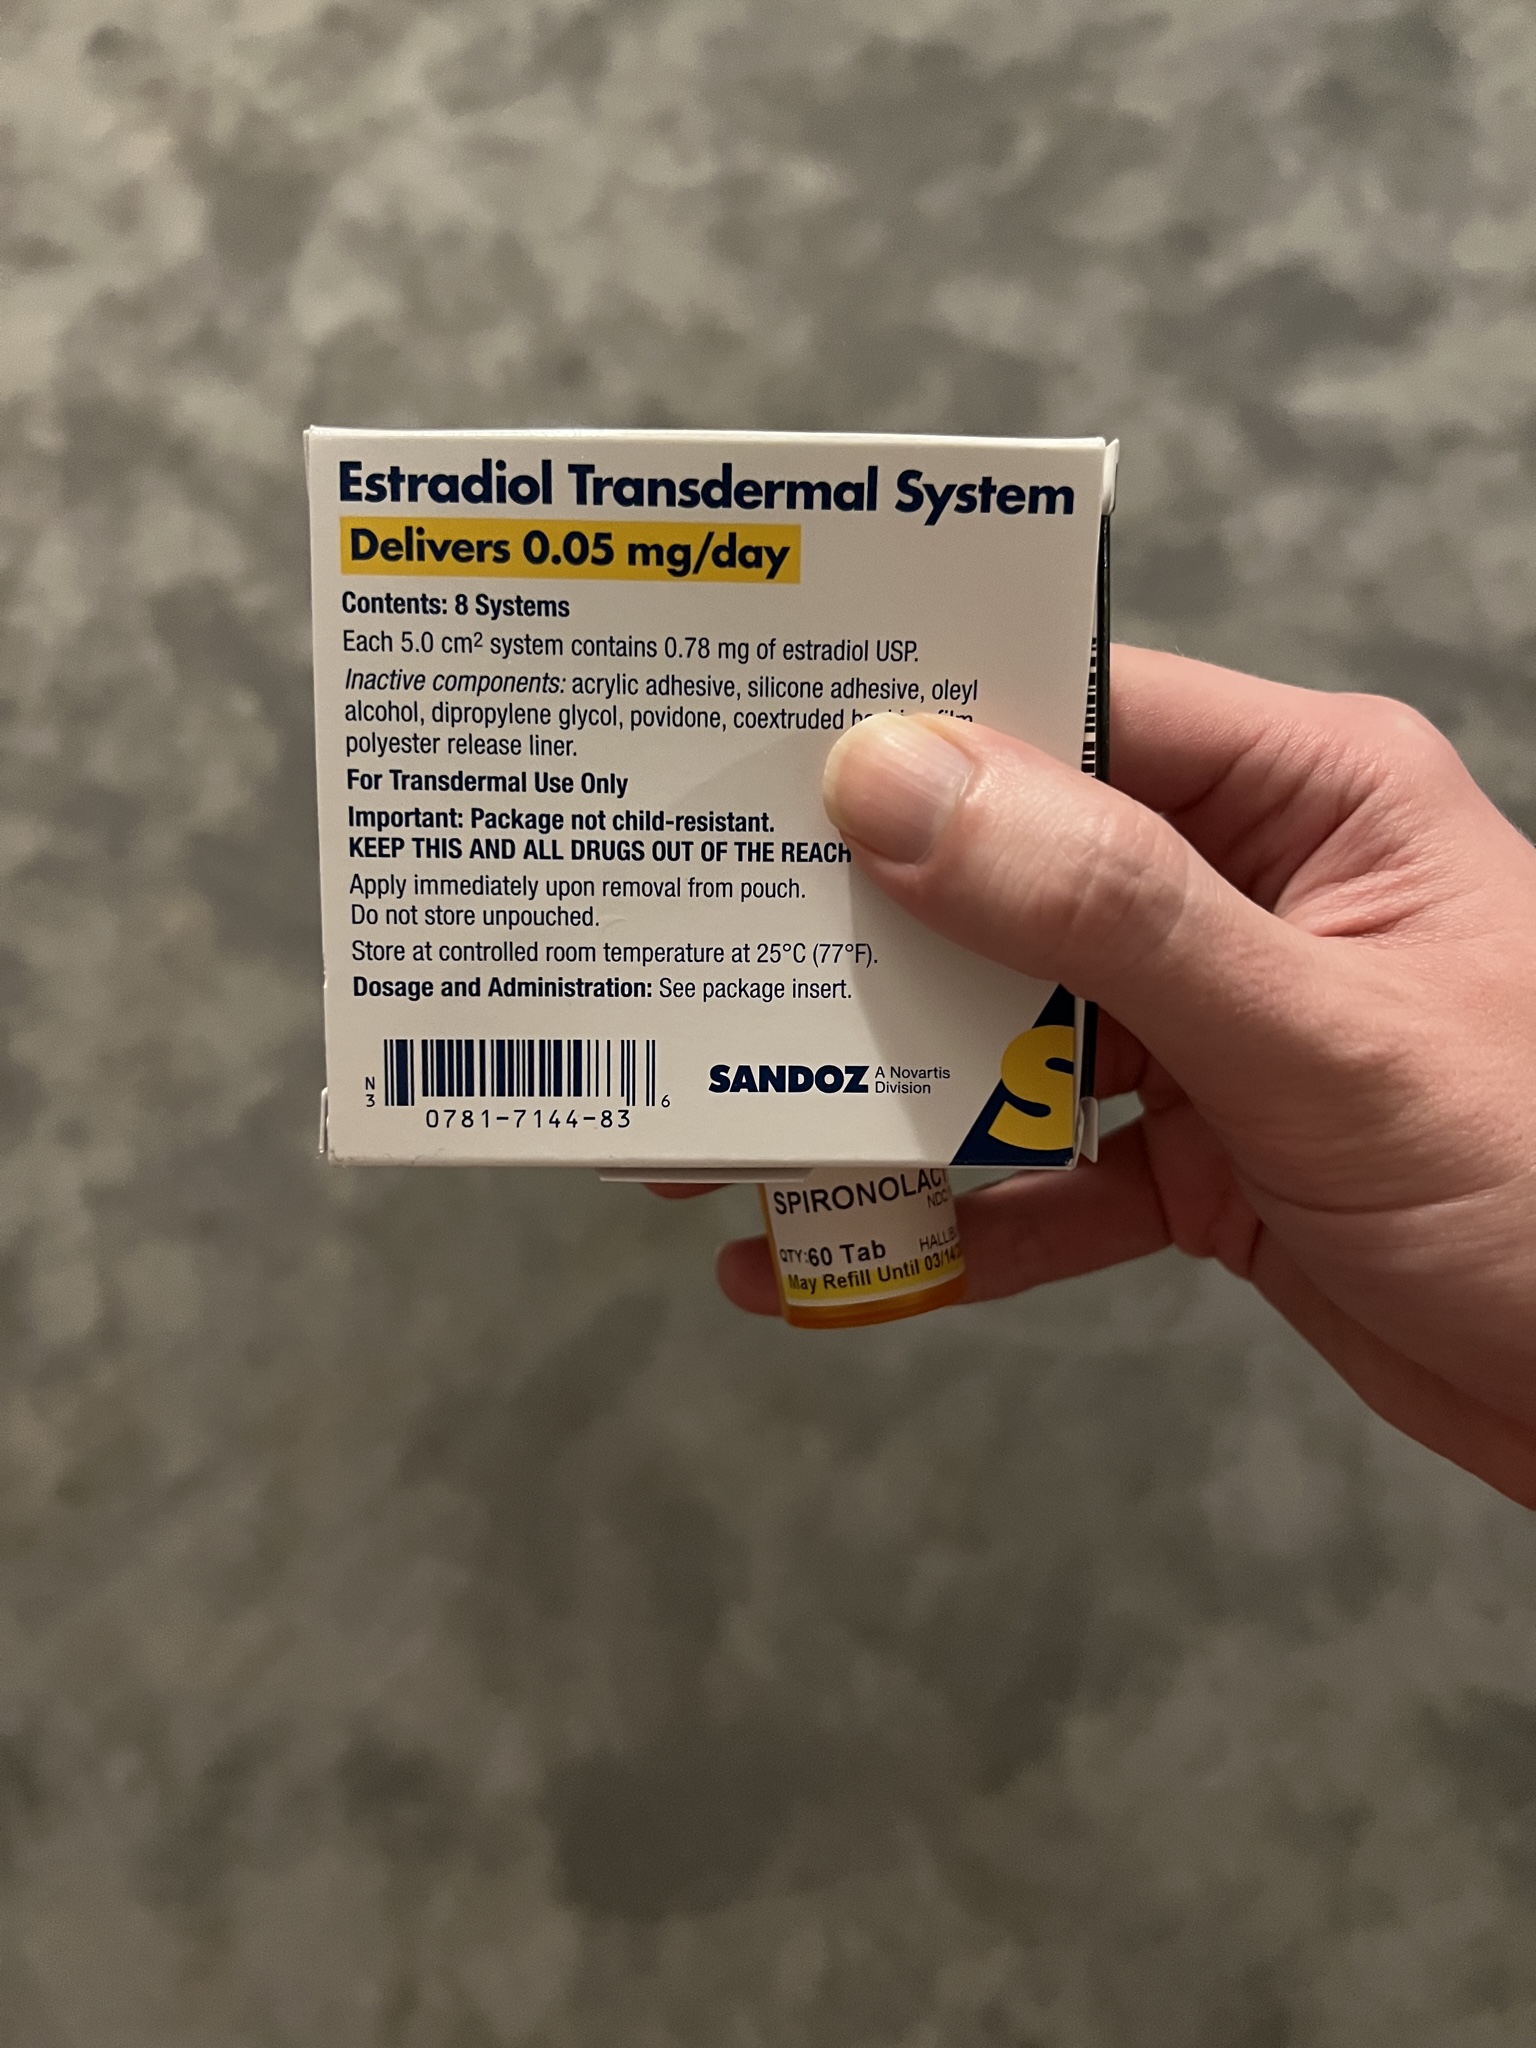 Estradiol Transdermal System
Delivers 0.05 mg/day
Contents: 8 Systems
Each 5.0 cm² system contains 0.78 mg of estradiol USP.
Inactive components: acrylic adhesive, silicone adhesive, oleyl
alcohol, dipropylene glycol, povidone, coextruded
polyester release liner.
For Transdermal Use Only
Important: Package not child-resistant.
KEEP THIS AND ALL DRUGS OUT OF THE REACH
Apply immediately upon removal from pouch.
Do not store unpouched.
Store at controlled room temperature at 25°C (77°F).
Dosage and Administration: See package insert.
N
3
0781-7144-83
6
SANDOZ A Novartis
Division
S
SPIRONOLAC
NDC
QTY:60 Tab
May Refill Until 03/14